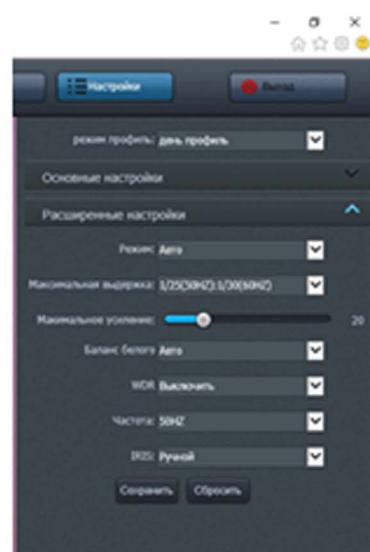 Настройки
Выход
режим профиль: день профиль
Основные настройки
Расширенные настройки
Режим: Авто
Максимальная выдержка: 1/25(50HZ):1/30(60HZ)
Максимальное усиление: 20
Баланс белого Авто
WDR Выключить
Частота: 50HZ
IRIS: Ручной
Сохранить Сбросить